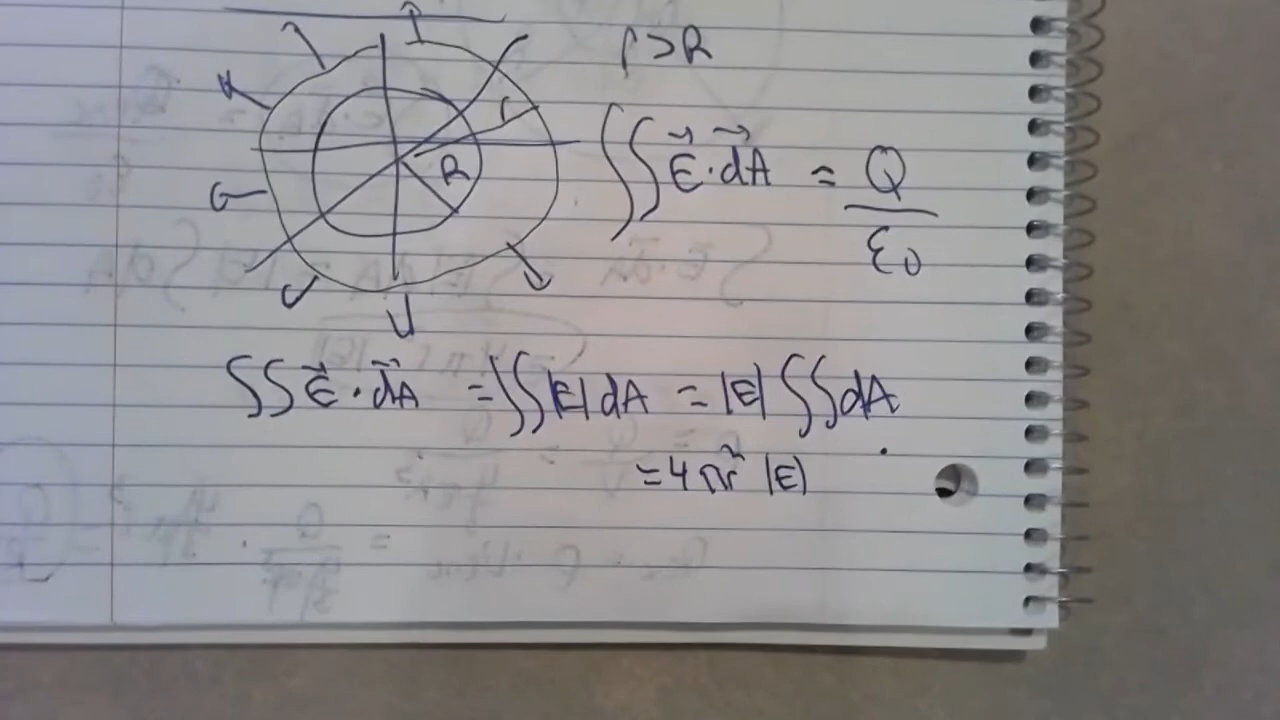 r > R
r
R
∬ E⃗ · dA⃗ = Q / ε₀
∬ E⃗ · dA⃗ = ∬ |E| dA = |E| ∬ dA
= 4πr² |E|